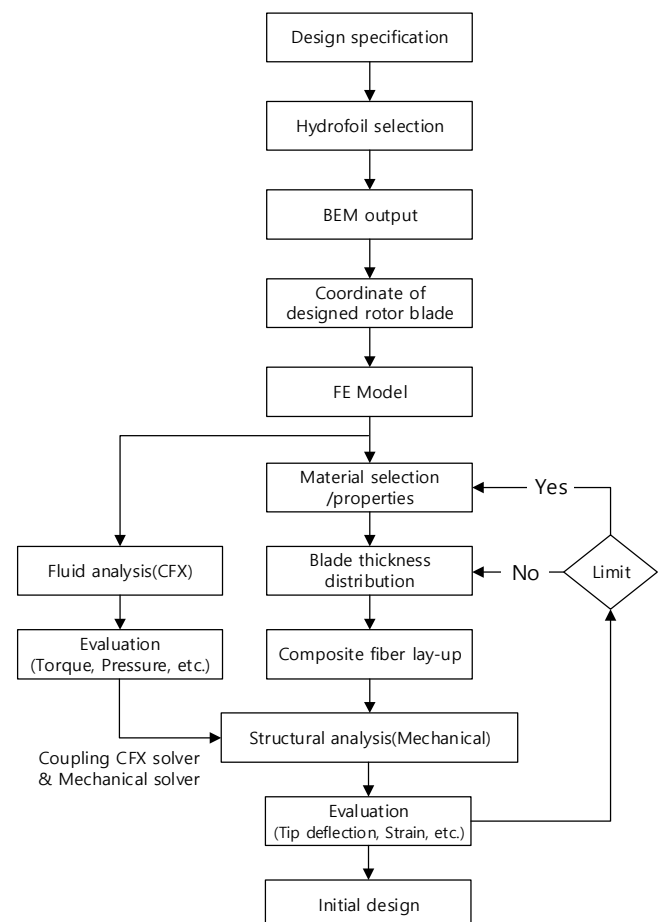 Design specification
Hydrofoil selection
BEM output
Coordinate of
designed rotor blade
FE Model
Material selection
/properties
Yes
Fluid analysis(CFX)
Blade thickness
distribution
No
Limit
Evaluation
(Torque, Pressure, etc.)
Composite fiber lay-up
Structural analysis(Mechanical)
Coupling CFX solver
& Mechanical solver
Evaluation
(Tip deflection, Strain, etc.)
Initial design